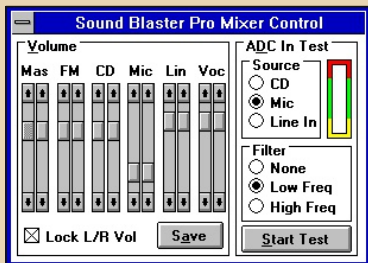 Sound Blaster Pro Mixer Control
Volume
Mas FM CD Mic Lin Voc
Lock L/R Vol
Save
ADC In Test
Source
CD
Mic
Line In
Filter
None
Low Freq
High Freq
Start Test